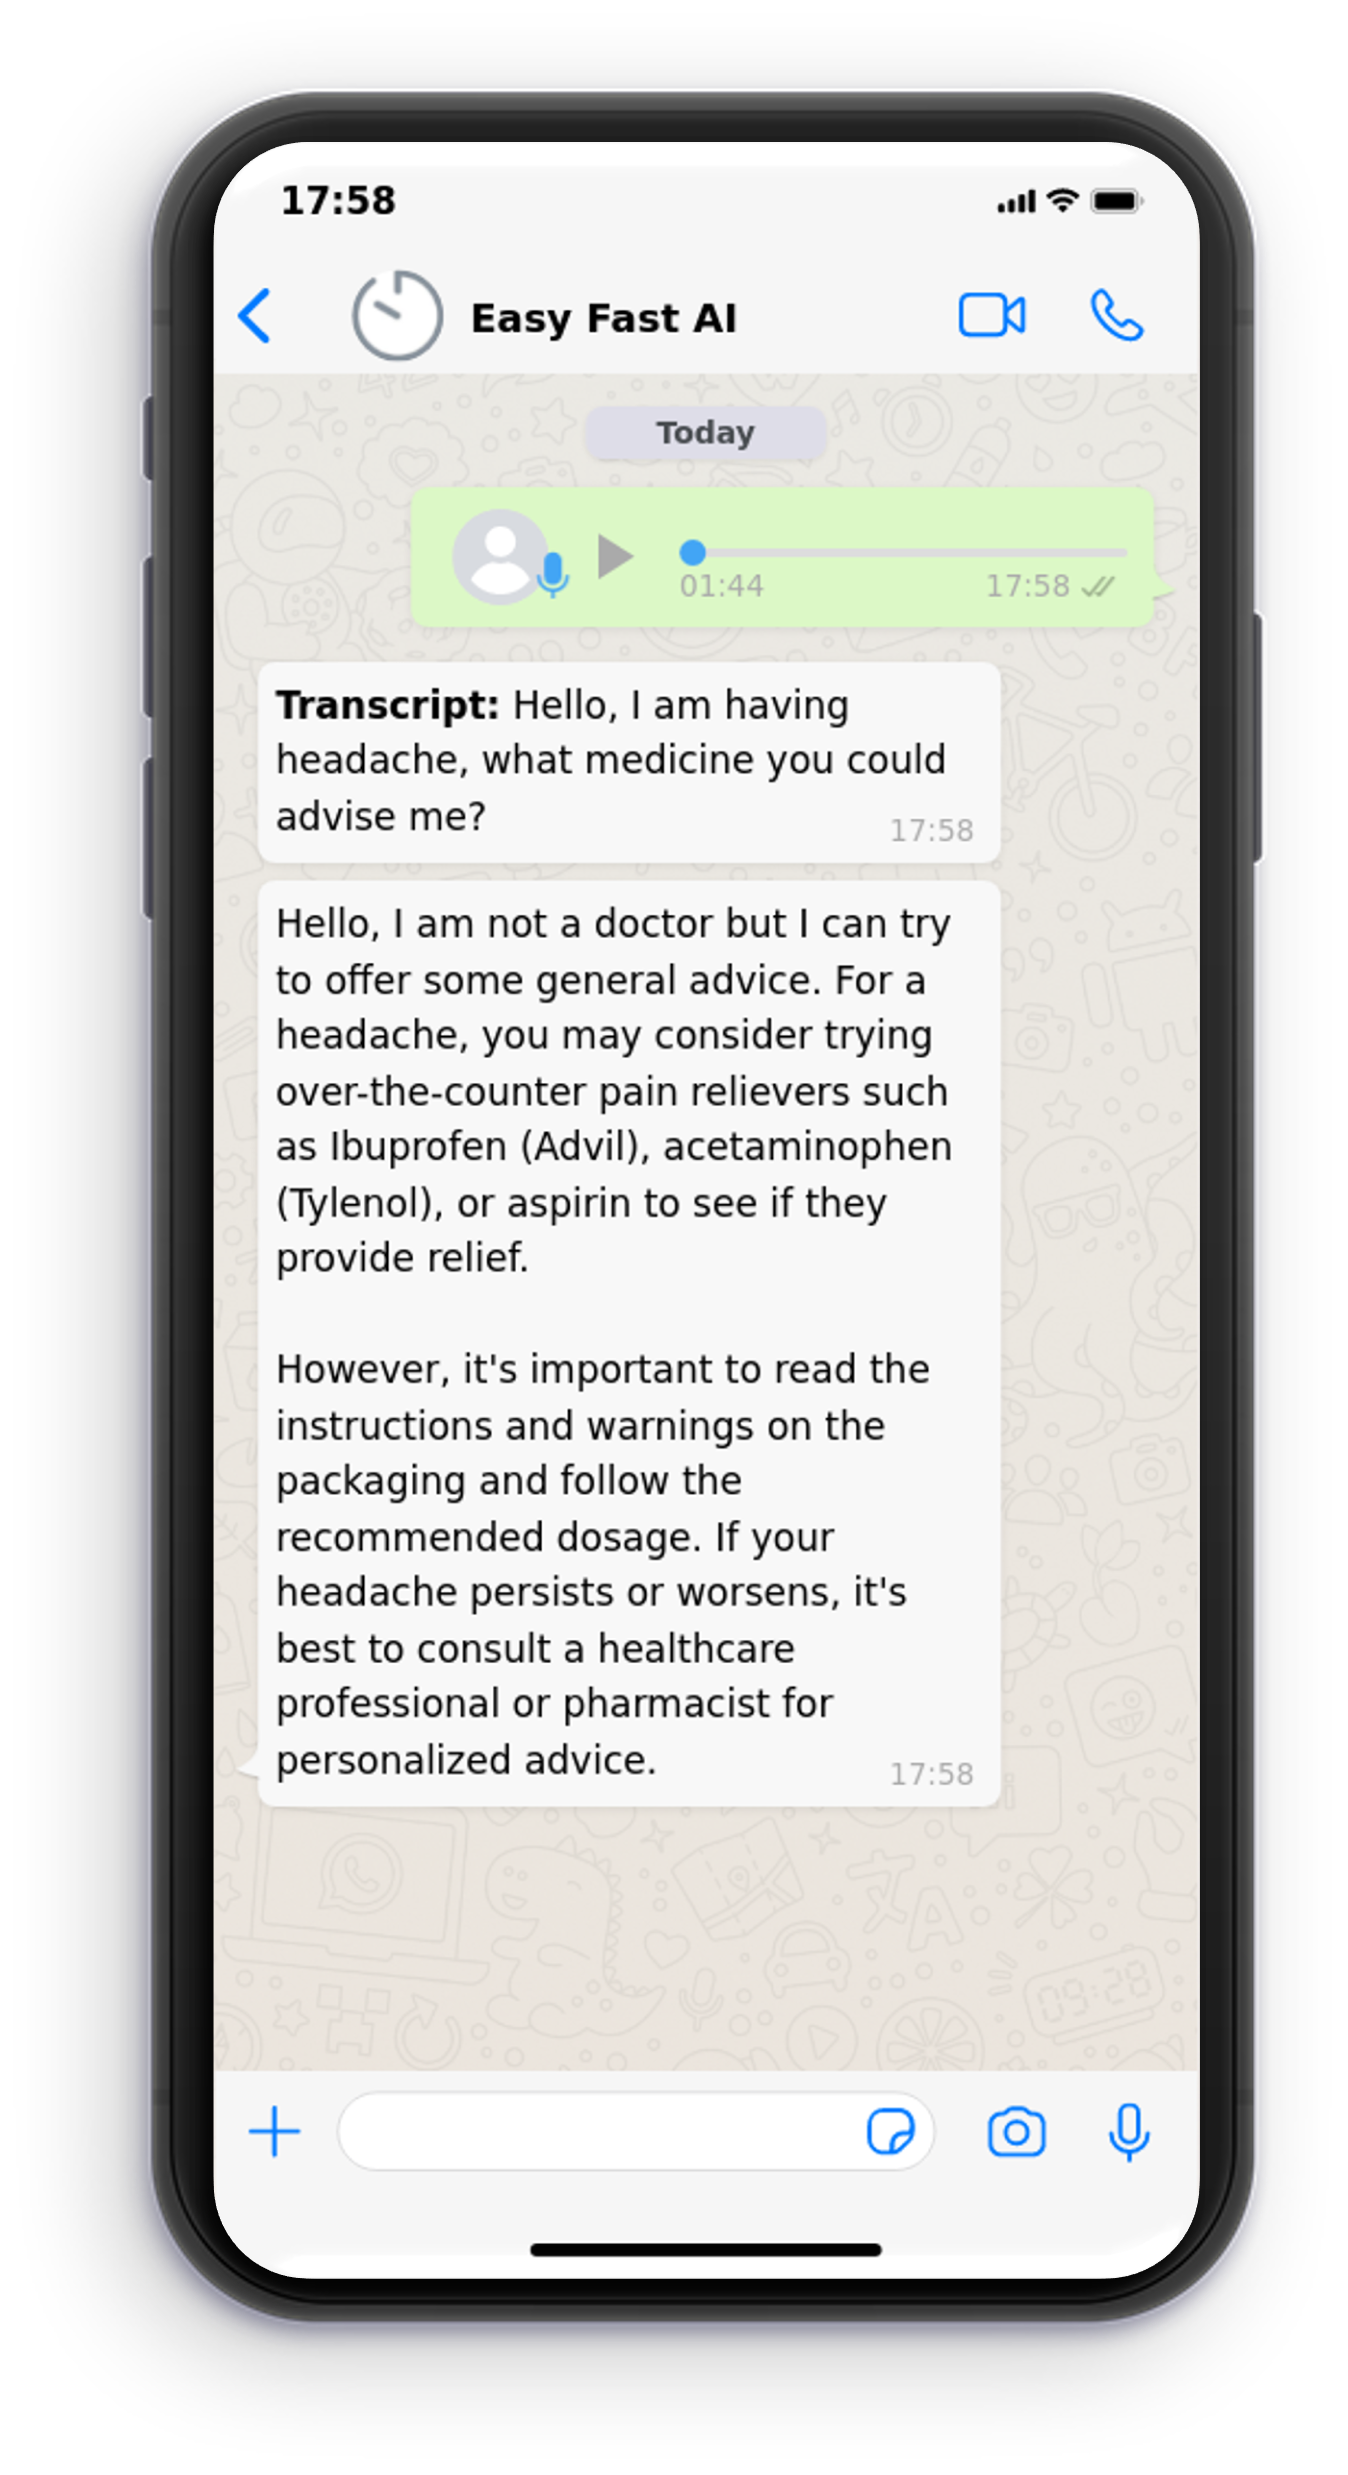 17:58
Easy Fast AI
Today
01:44
17:58
Transcript: Hello, I am having
headache, what medicine you could
advise me?
17:58
Hello, I am not a doctor but I can try
to offer some general advice. For a
headache, you may consider trying
over-the-counter pain relievers such
as Ibuprofen (Advil), acetaminophen
(Tylenol), or aspirin to see if they
provide relief.
However, it's important to read the
instructions and warnings on the
packaging and follow the
recommended dosage. If your
headache persists or worsens, it's
best to consult a healthcare
professional or pharmacist for
personalized advice.
17:58
文A
09:28